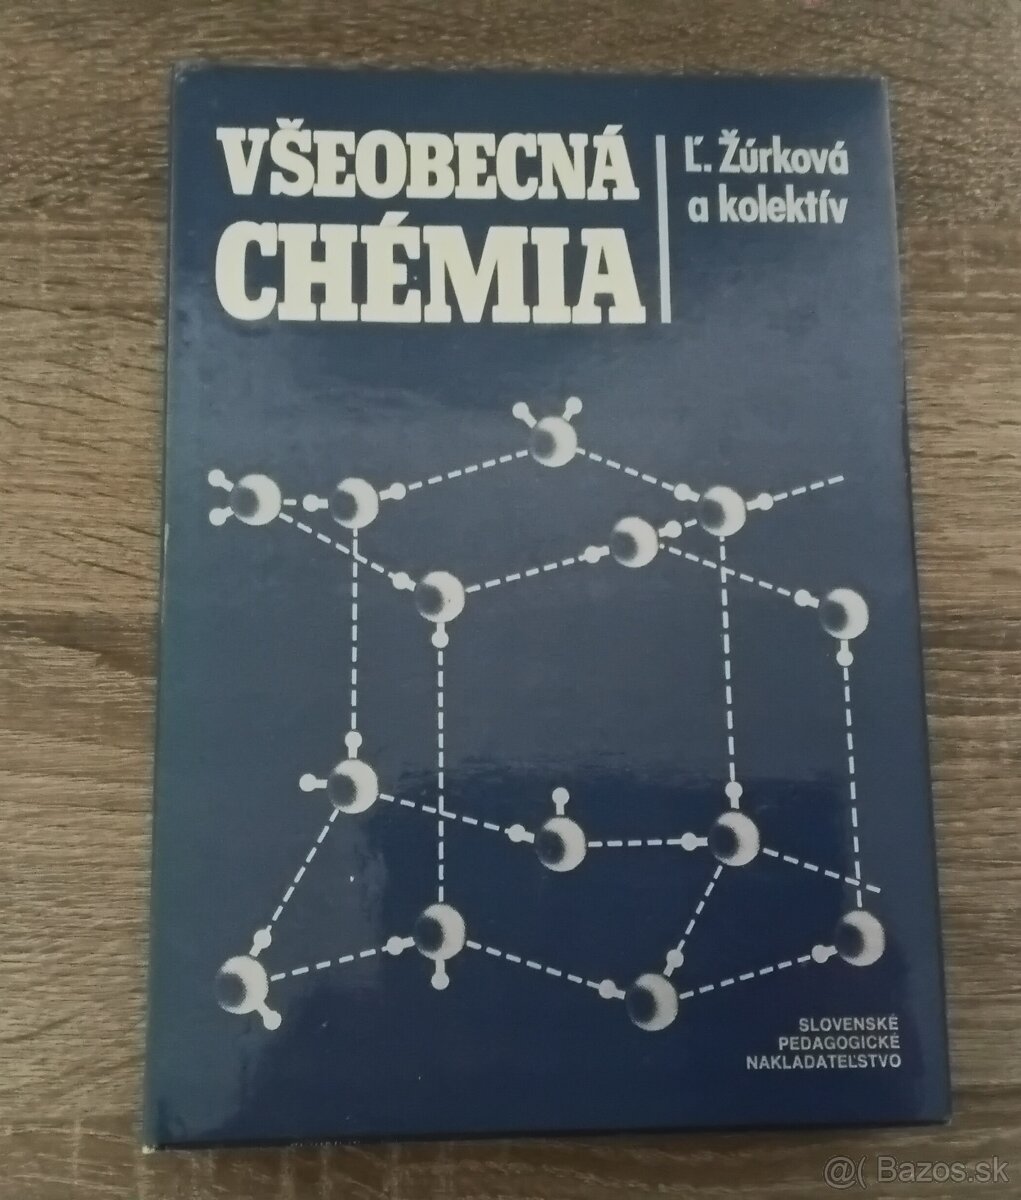 VŠEOBECNÁ
CHÉMIA
Ľ. Žúrková
a kolektív
SLOVENSKÉ
PEDAGOGICKÉ
NAKLADATEĽSTVO
@( Bazos.sk